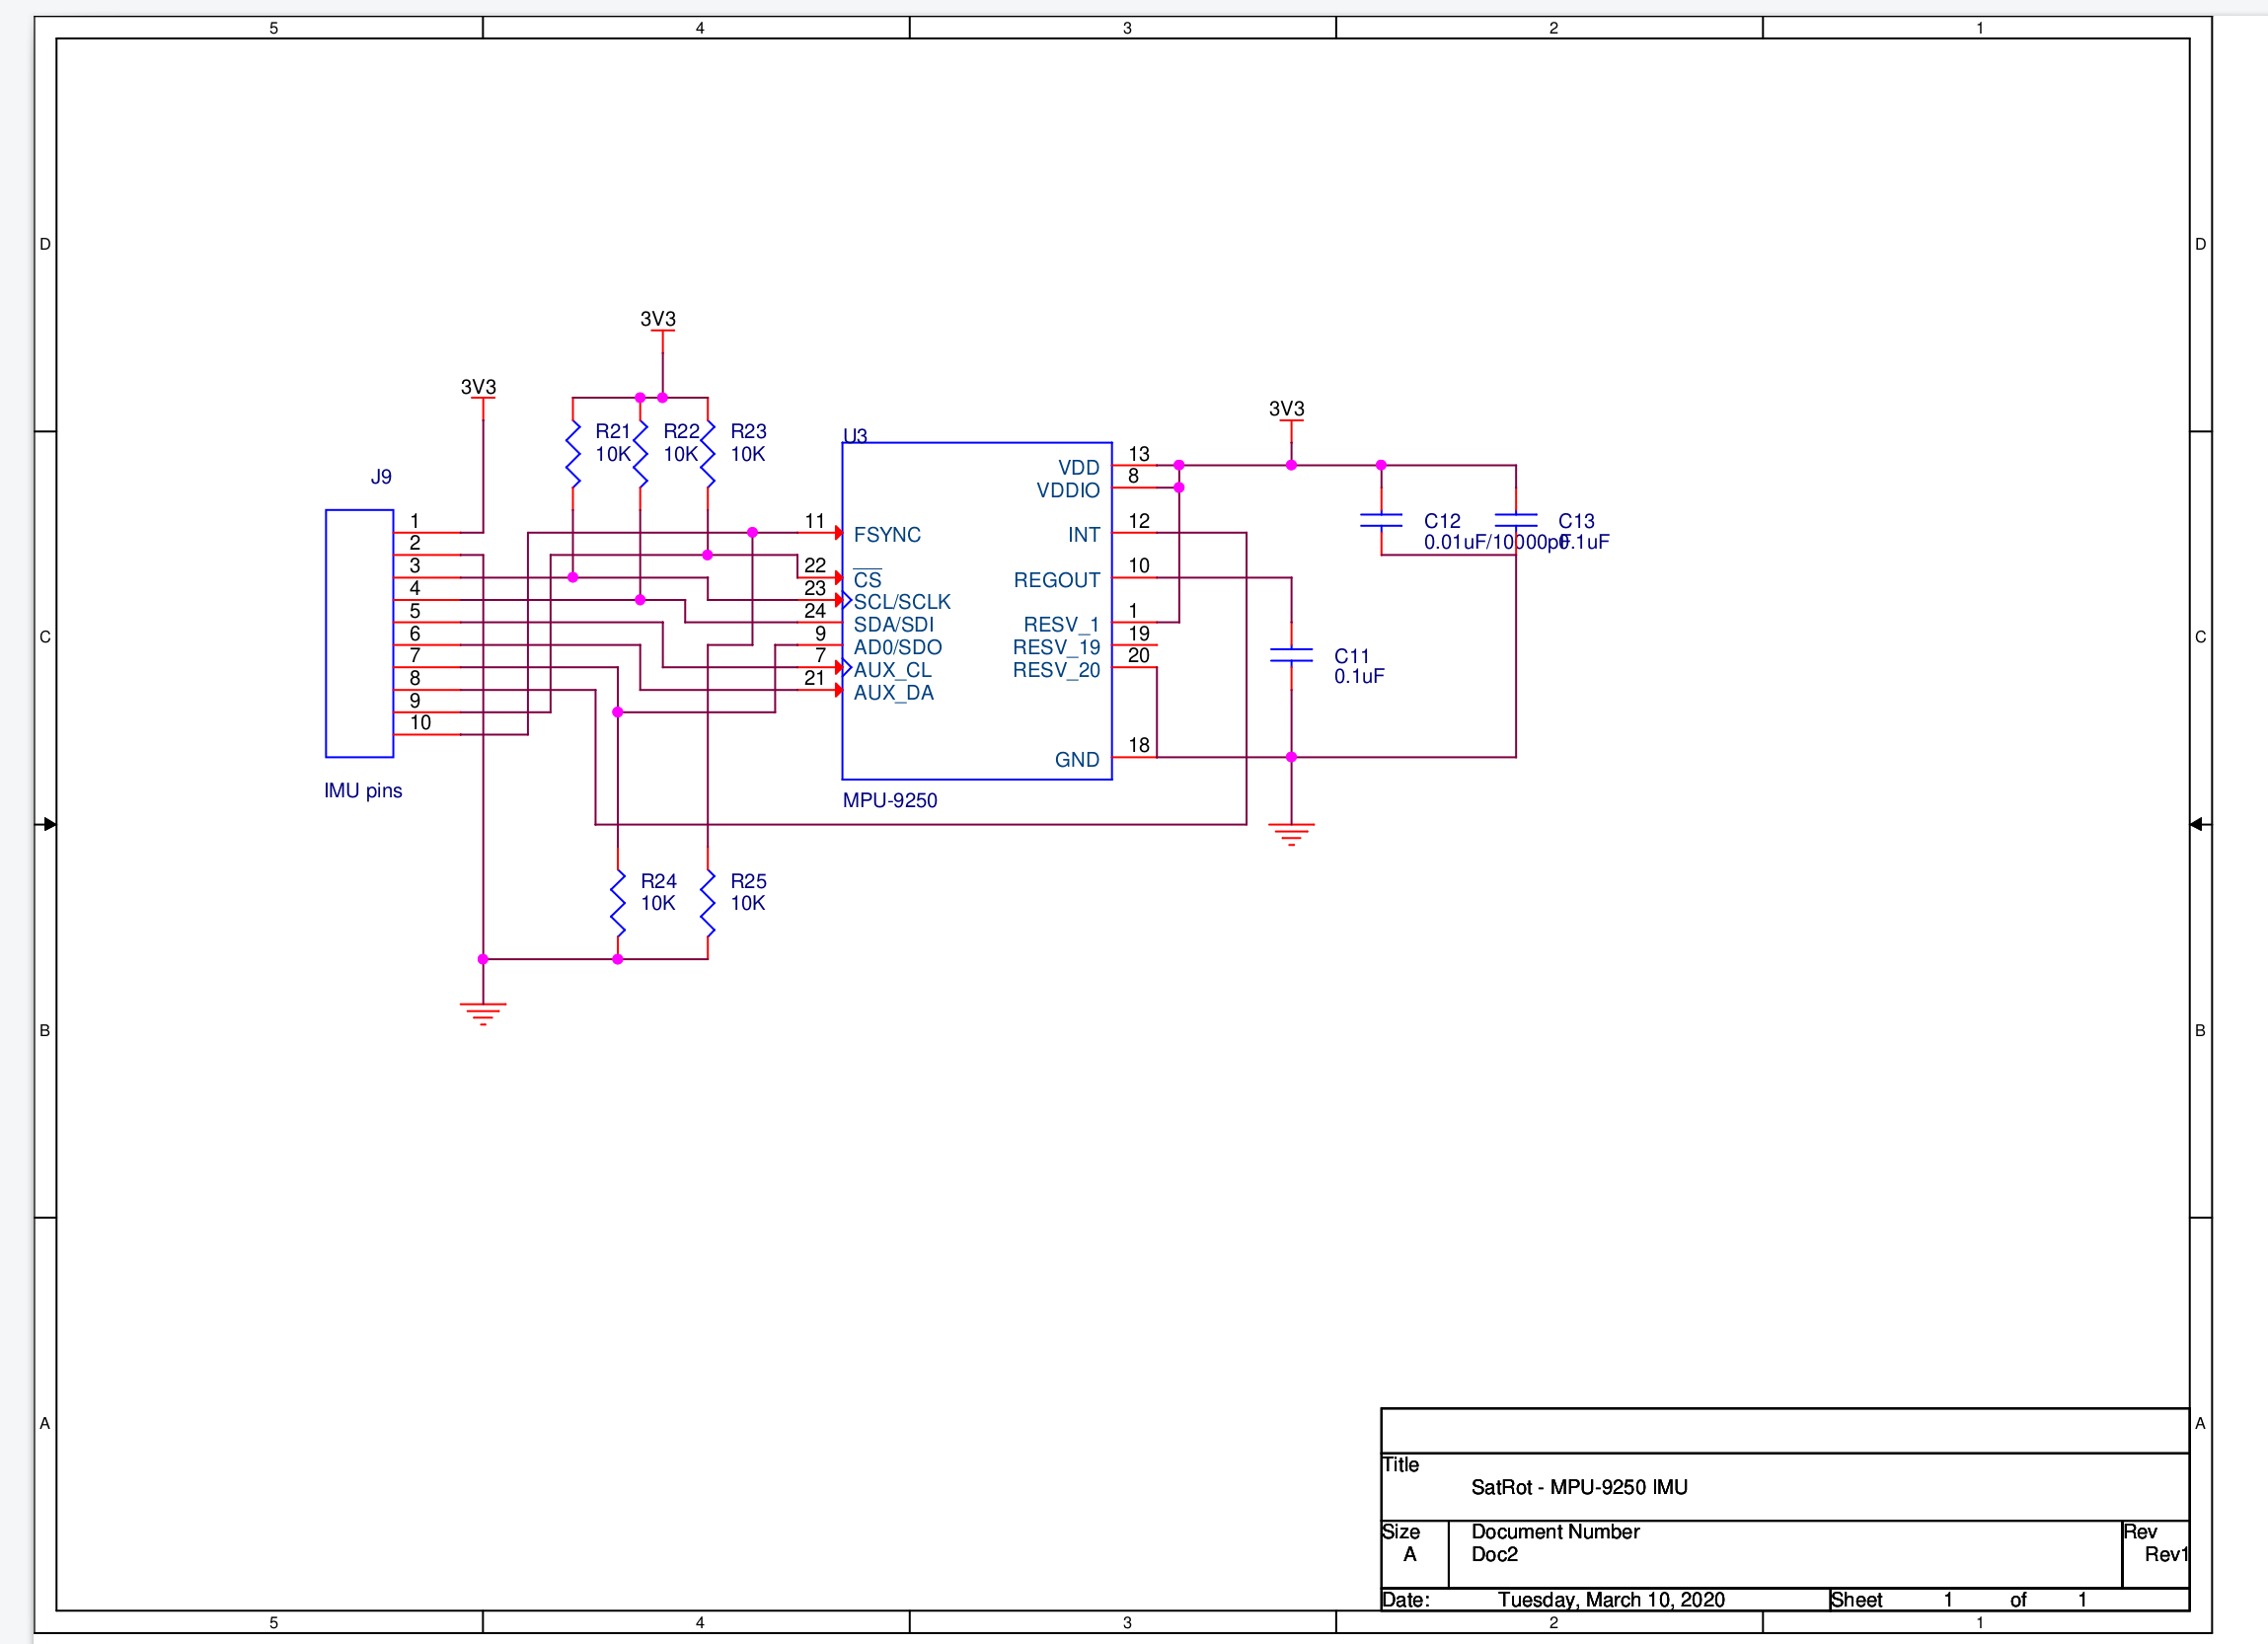 5 4 3 2 1
D D
3V3
3V3
3V3
R21 R22 R23
10K 10K 10K
U3
J9
1
2
3
4
5
6
7
8
9
10
IMU pins
11 FSYNC
22 CS
23 SCL/SCLK
24 SDA/SDI
9 AD0/SDO
7 AUX_CL
21 AUX_DA
VDD 13
VDDIO 8
INT 12
REGOUT 10
RESV_1 1
RESV_19 19
RESV_20 20
GND 18
MPU-9250
C12
0.01uF/10000pF
C13
0.1uF
C11
0.1uF
C C
R24 R25
10K 10K
B B
A A
Title
SatRot - MPU-9250 IMU
Size
A
Document Number
Doc2
Rev
Rev1
Date: Tuesday, March 10, 2020 Sheet 1 of 1
5 4 3 2 1